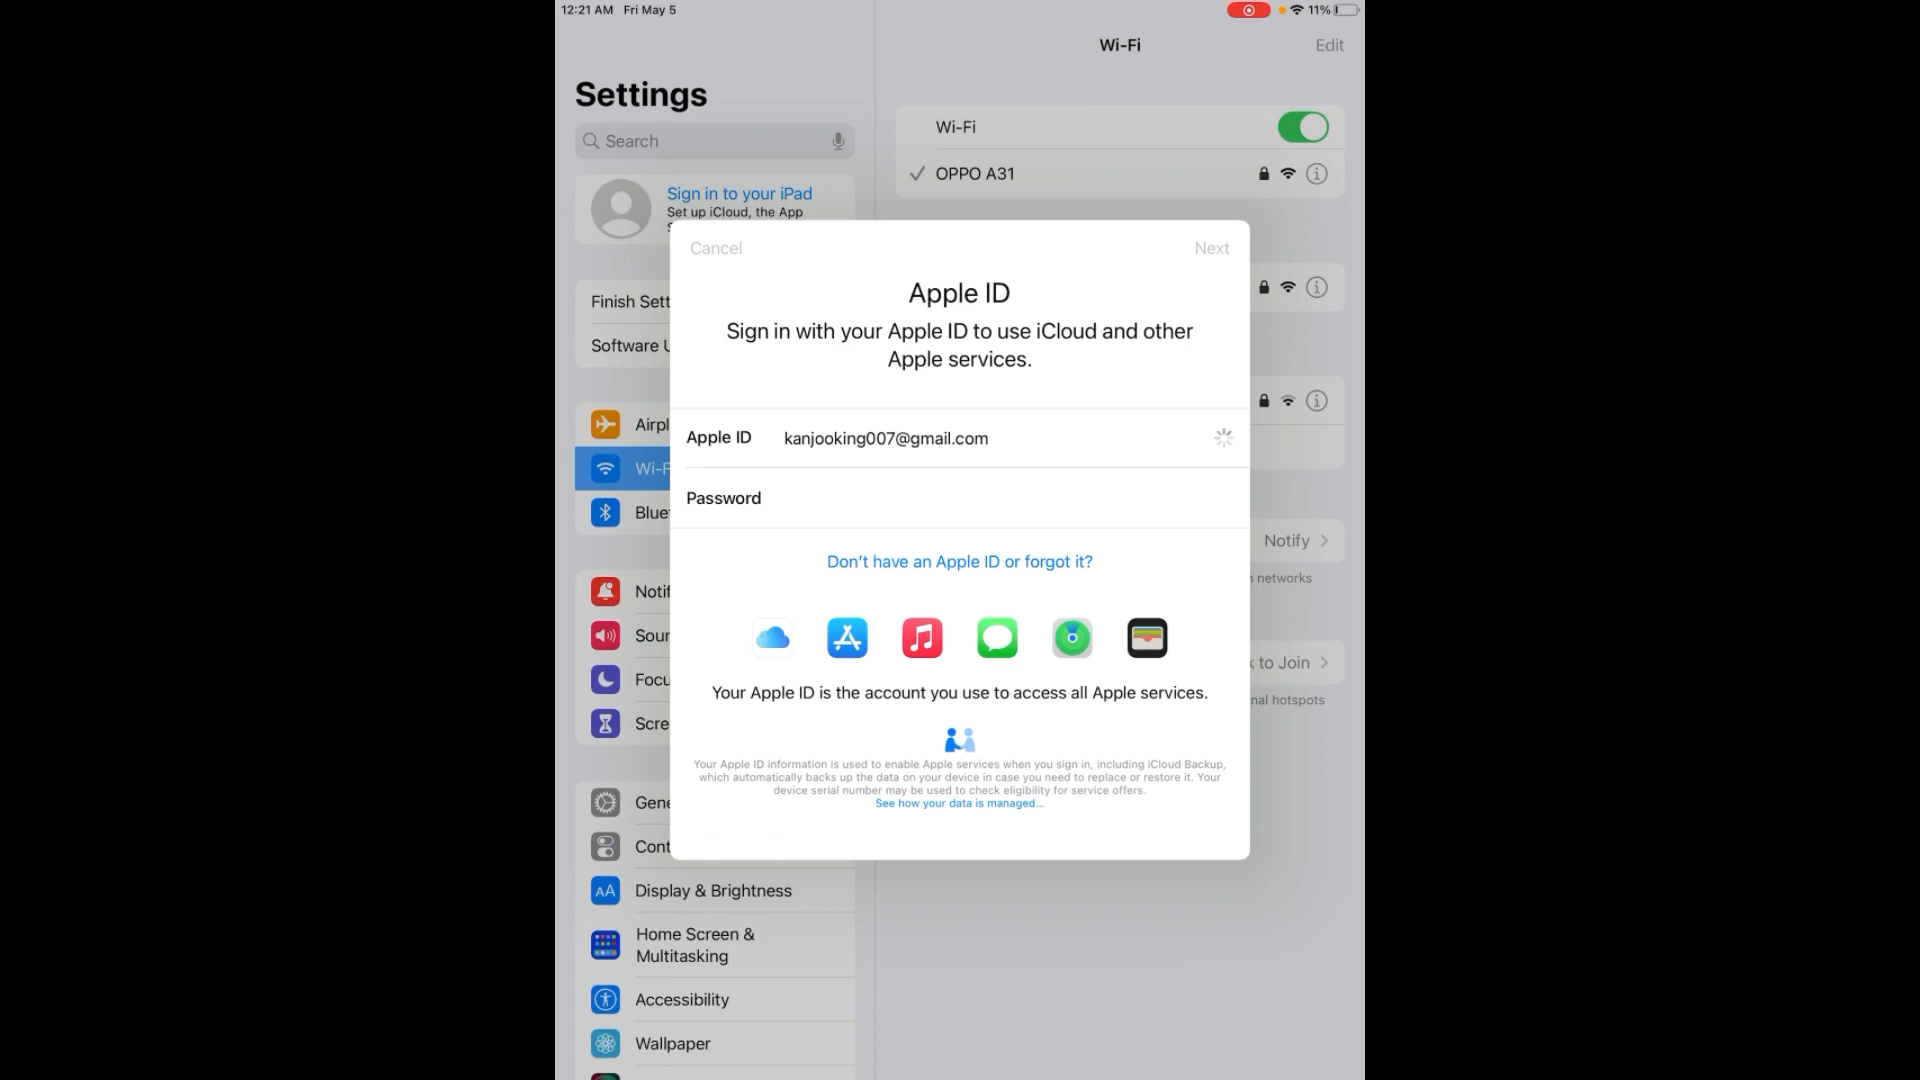 12:21 AM Fri May 5
11%
Wi-Fi
Edit
Settings
Search
Wi-Fi
OPPO A31
Sign in to your iPad
Set up iCloud, the App
Cancel
Next
Apple ID
Sign in with your Apple ID to use iCloud and other
Apple services.
Finish Sett
Software U
Airpl
Apple ID kanjooking007@gmail.com
Wi-F
Password
Blue
Notify
Don't have an Apple ID or forgot it?
networks
Notif
Soun
to Join
Focu
Your Apple ID is the account you use to access all Apple services.
nal hotspots
Scre
Your Apple ID information is used to enable Apple services when you sign in, including iCloud Backup,
which automatically backs up the data on your device in case you need to replace or restore it. Your
device serial number may be used to check eligibility for service offers.
See how your data is managed...
Gene
Cont
AA
Display & Brightness
Home Screen &
Multitasking
Accessibility
Wallpaper